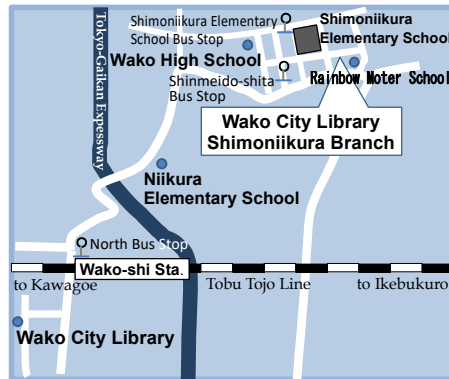 Shimoniikura Elementary
School Bus Stop
Shimoniikura
Elementary School
Wako High School
Shinmeido-shita
Bus Stop
Rainbow Moter School
Tokyo-Gaikan Expessway
Wako City Library
Shimoniikura Branch
Niikura
Elementary School
North Bus Stop
Wako-shi Sta.
to Kawagoe
Tobu Tojo Line
to Ikebukuro
Wako City Library